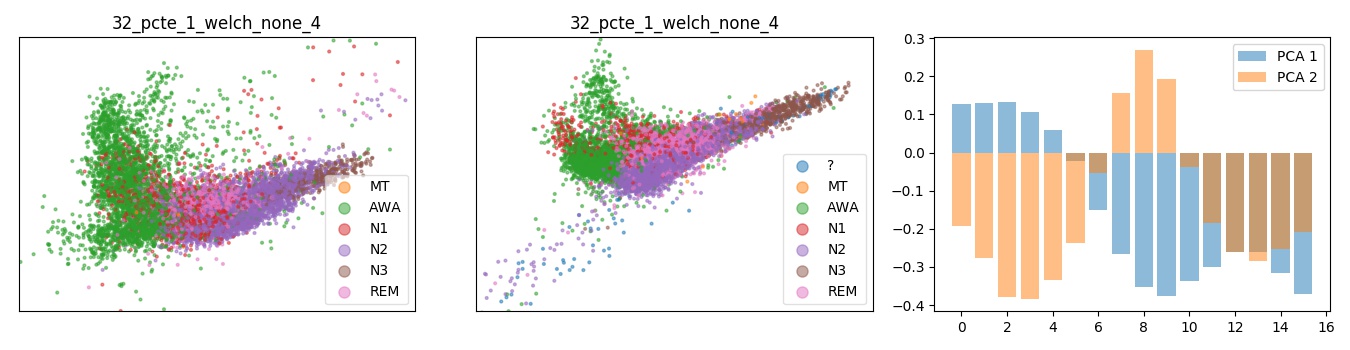 32_pcte_1_welch_none_4
MT
AWA
N1
N2
N3
REM
32_pcte_1_welch_none_4
?
MT
AWA
N1
N2
N3
REM
PCA 1
PCA 2
0.3
0.2
0.1
0.0
−0.1
−0.2
−0.3
−0.4
0 2 4 6 8 10 12 14 16